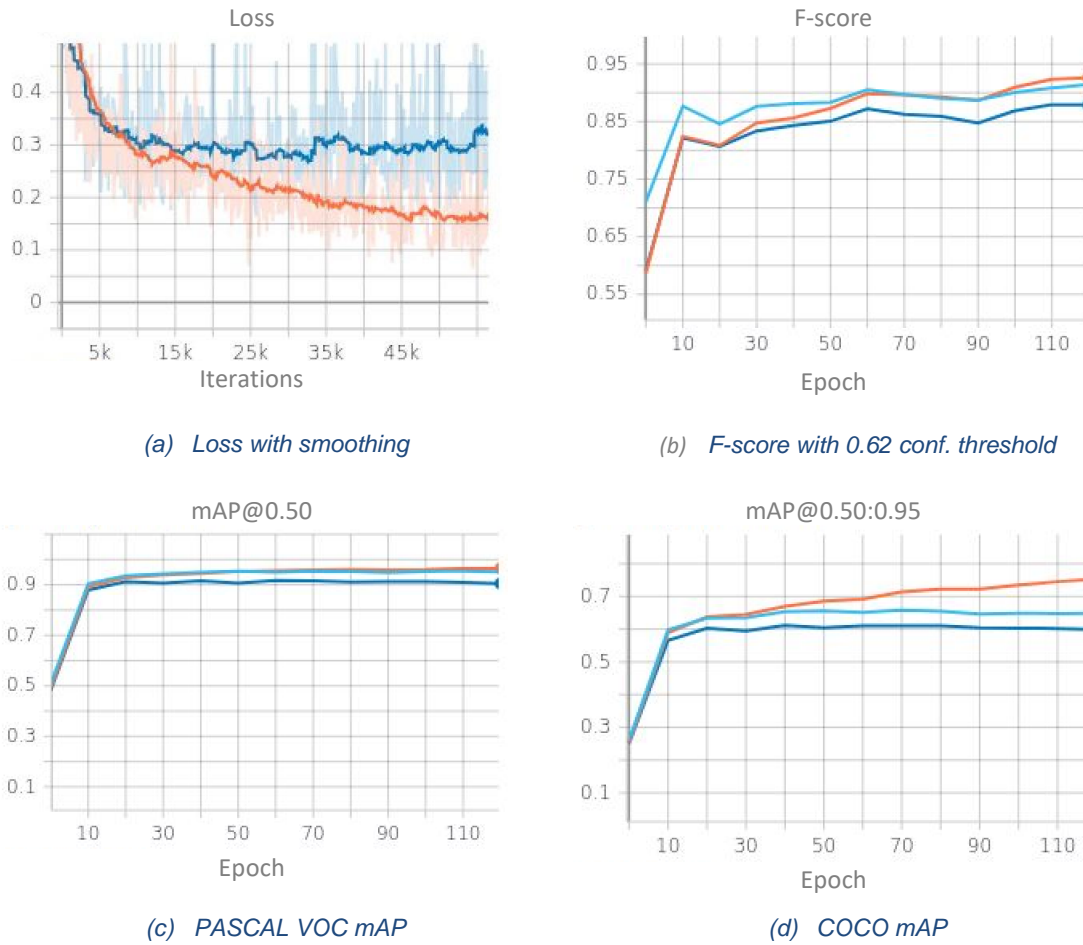 Loss
0.4
0.3
0.2
0.1
0
5k 15k 25k 35k 45k
Iterations
(a) Loss with smoothing
F-score
0.95
0.85
0.75
0.65
0.55
10 30 50 70 90 110
Epoch
(b) F-score with 0.62 conf. threshold
mAP@0.50
0.9
0.7
0.5
0.3
0.1
10 30 50 70 90 110
Epoch
(c) PASCAL VOC mAP
mAP@0.50:0.95
0.7
0.5
0.3
0.1
10 30 50 70 90 110
Epoch
(d) COCO mAP